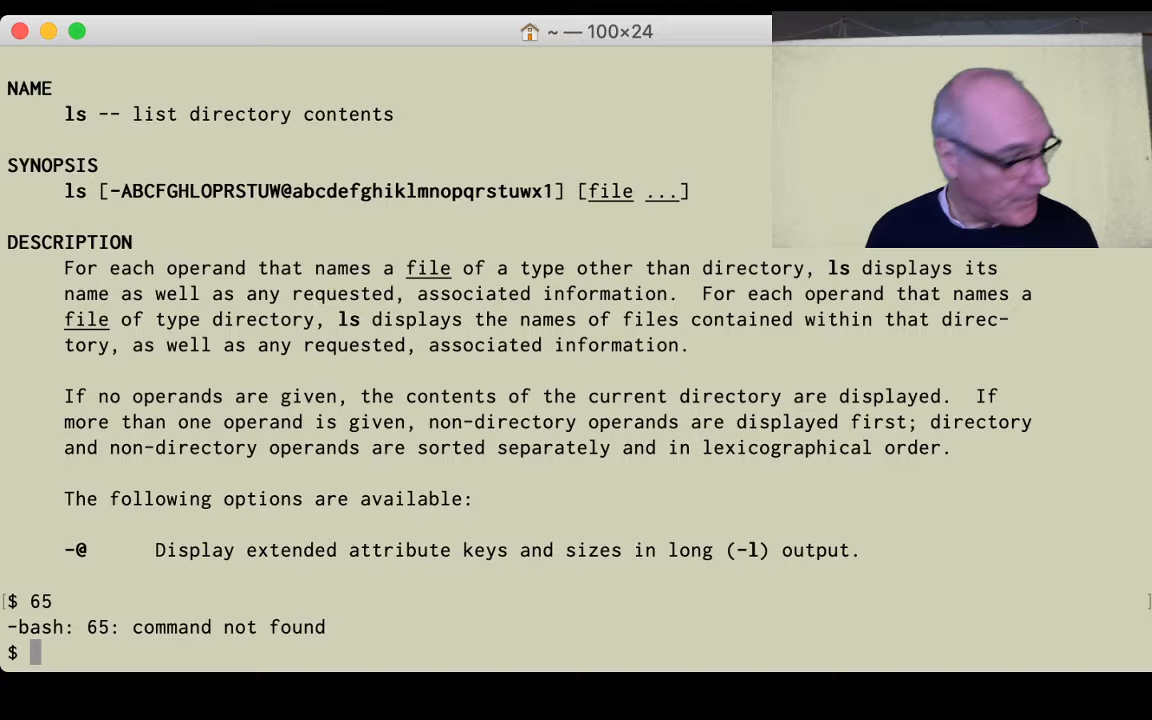 ~ — 100×24
NAME
ls -- list directory contents
SYNOPSIS
ls [-ABCFGHLOPRSTUW@abcdefghiklmnopqrstuwx1] [file ...]
DESCRIPTION
For each operand that names a file of a type other than directory, ls displays its
name as well as any requested, associated information.  For each operand that names a
file of type directory, ls displays the names of files contained within that direc-
tory, as well as any requested, associated information.
If no operands are given, the contents of the current directory are displayed.  If
more than one operand is given, non-directory operands are displayed first; directory
and non-directory operands are sorted separately and in lexicographical order.
The following options are available:
-@      Display extended attribute keys and sizes in long (-l) output.
[$ 65 ]
-bash: 65: command not found
$